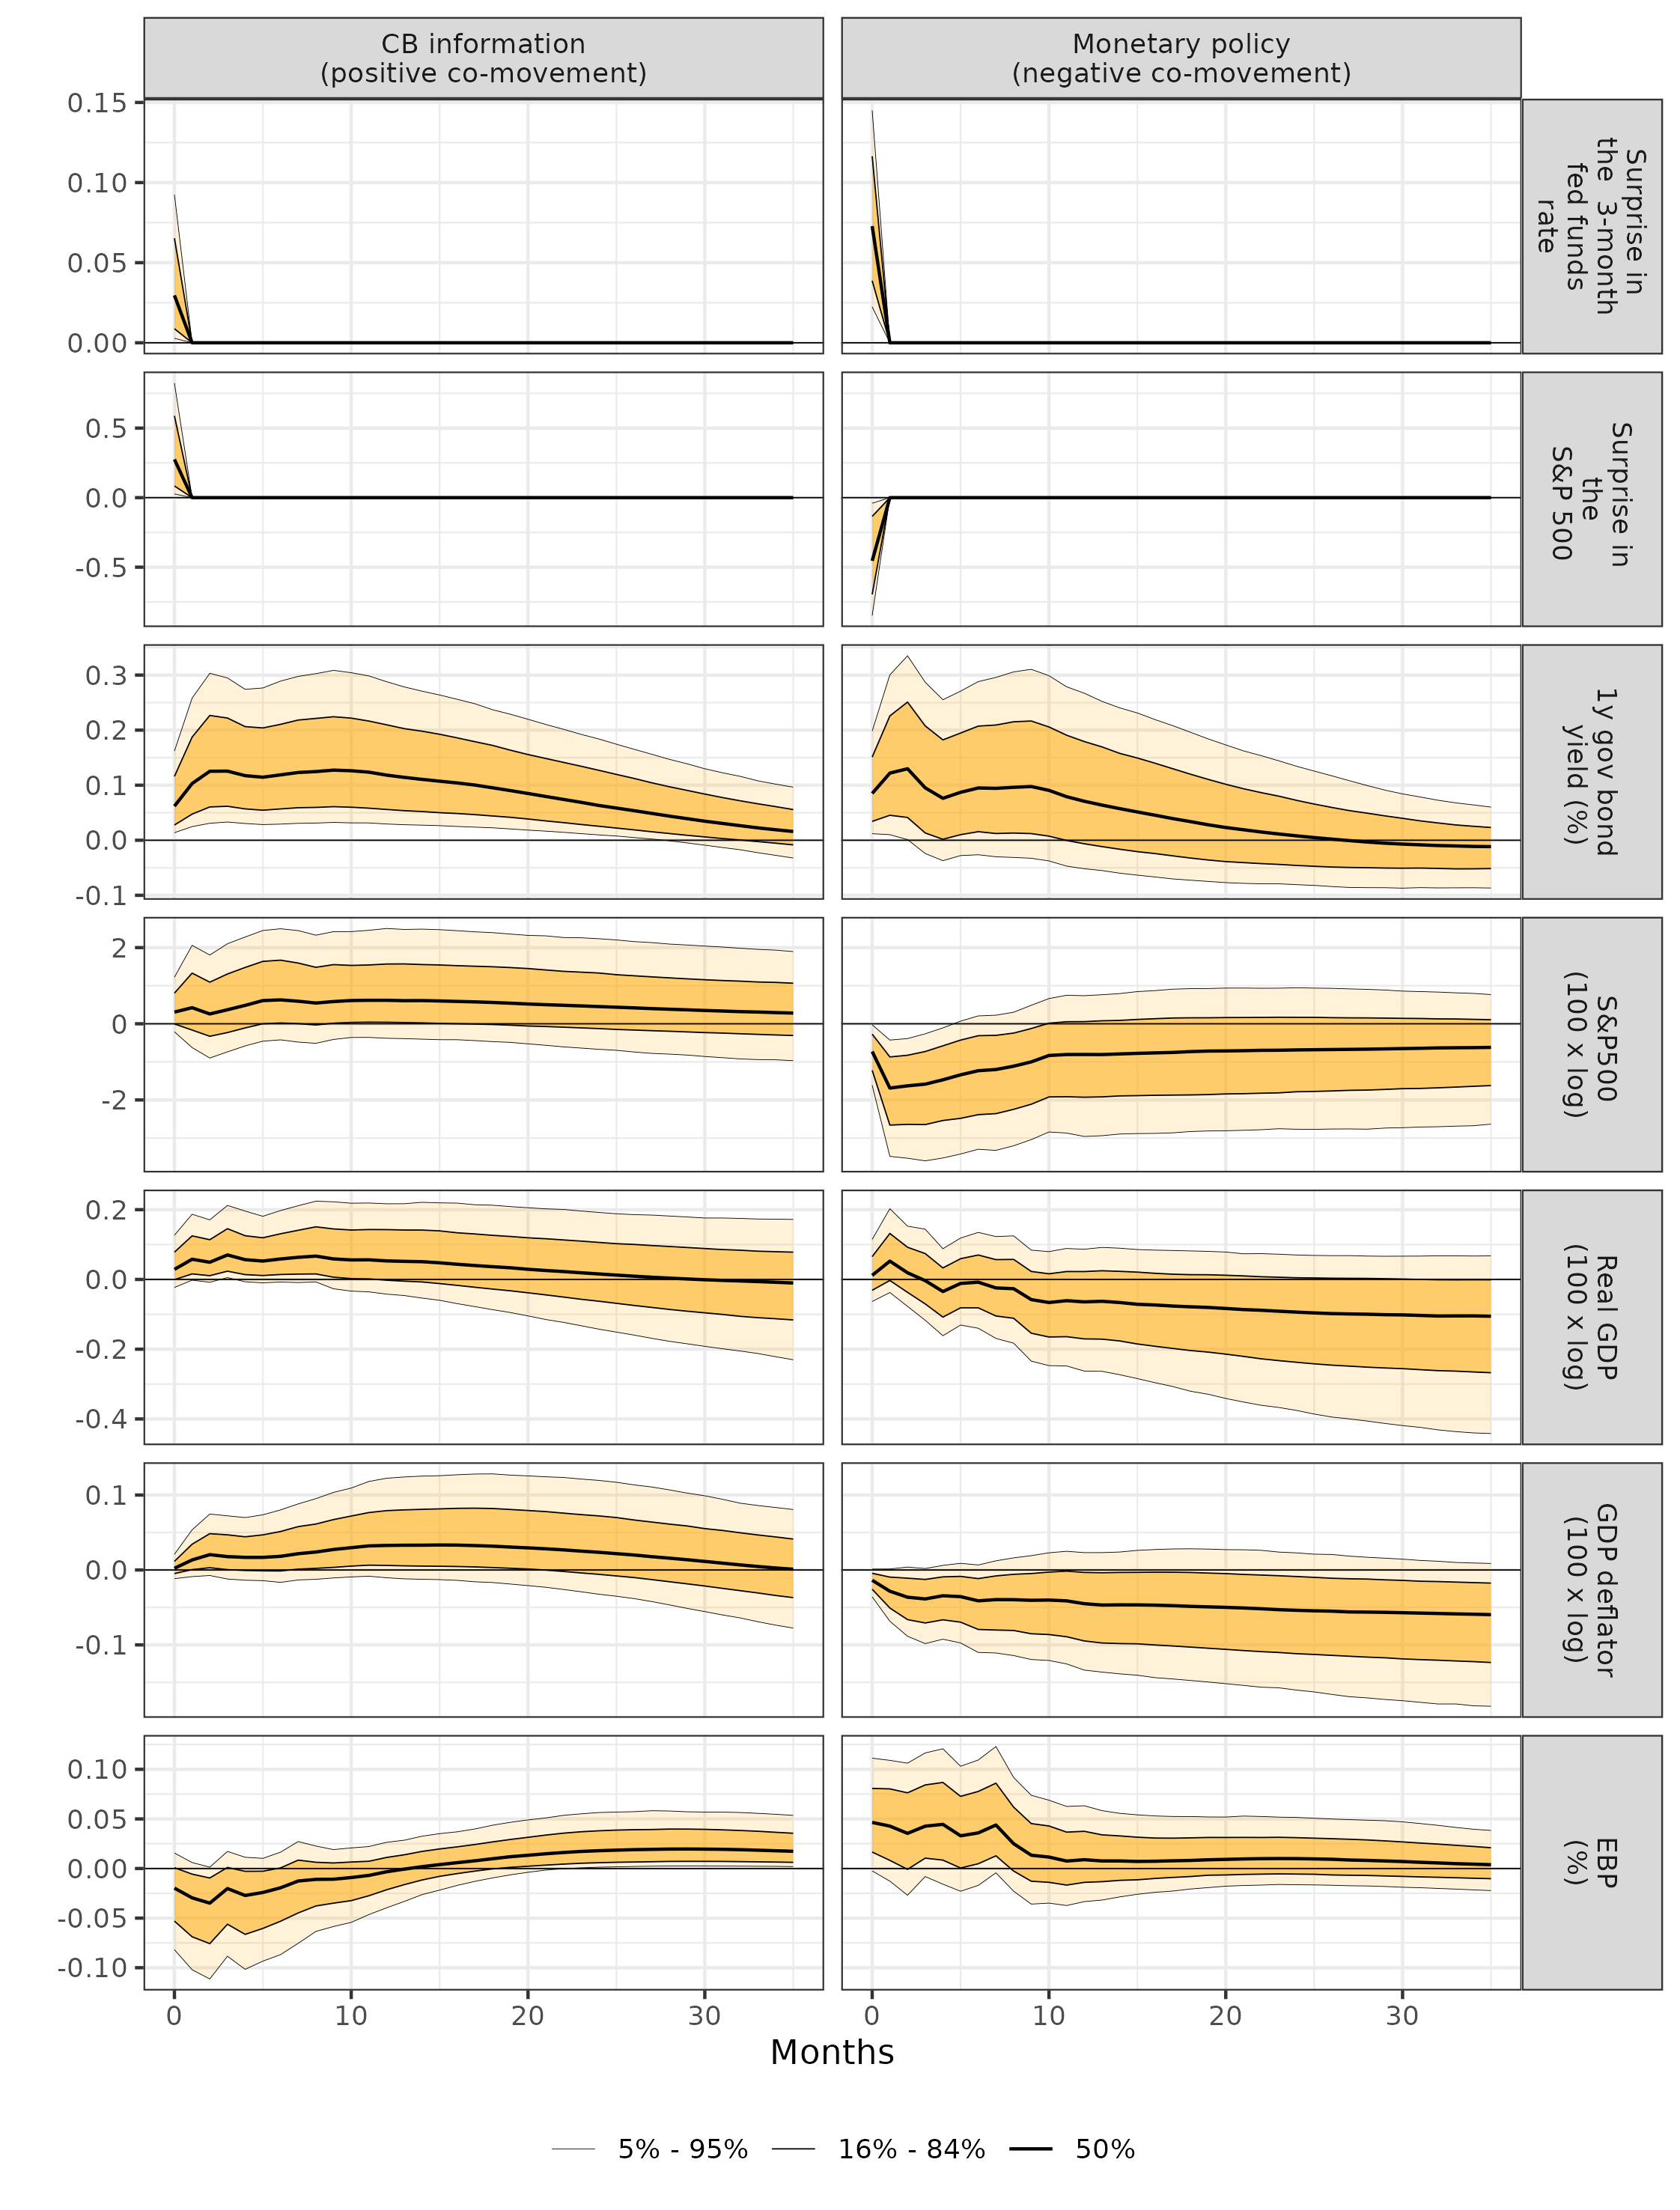 CB information
(positive co-movement)
Monetary policy
(negative co-movement)
0.15
0.10
0.05
0.00
Surprise in
the 3-month
fed funds
rate
0.5
0.0
-0.5
Surprise in
the
S&P 500
0.3
0.2
0.1
0.0
-0.1
1y gov bond
yield (%)
2
0
-2
S&P500
(100 x log)
0.2
0.0
-0.2
-0.4
Real GDP
(100 x log)
0.1
0.0
-0.1
GDP deflator
(100 x log)
0.10
0.05
0.00
-0.05
-0.10
EBP
(%)
0 10 20 30 0 10 20 30
Months
5% - 95% 16% - 84% 50%